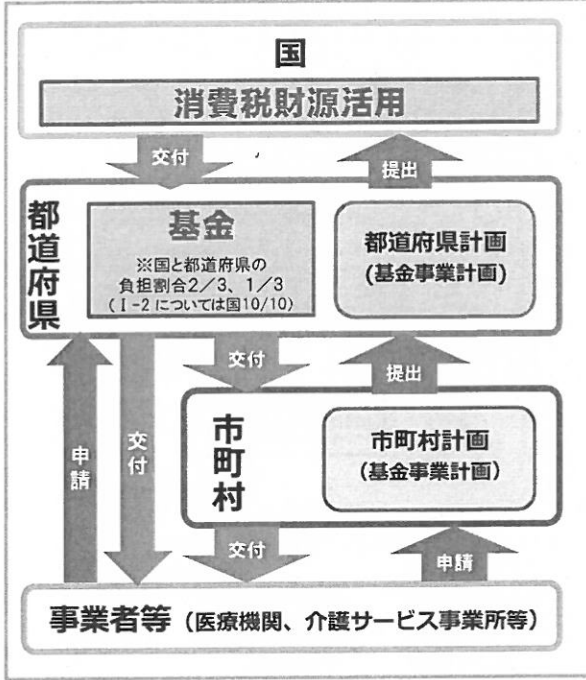 国
消費税財源活用
交付
提出
都道府県
基金
※国と都道府県の
負担割合2/3、1/3
(Ⅰ-2については国10/10)
都道府県計画
(基金事業計画)
交付
提出
申請
交付
市町村
市町村計画
(基金事業計画)
交付
申請
事業者等(医療機関、介護サービス事業所等)